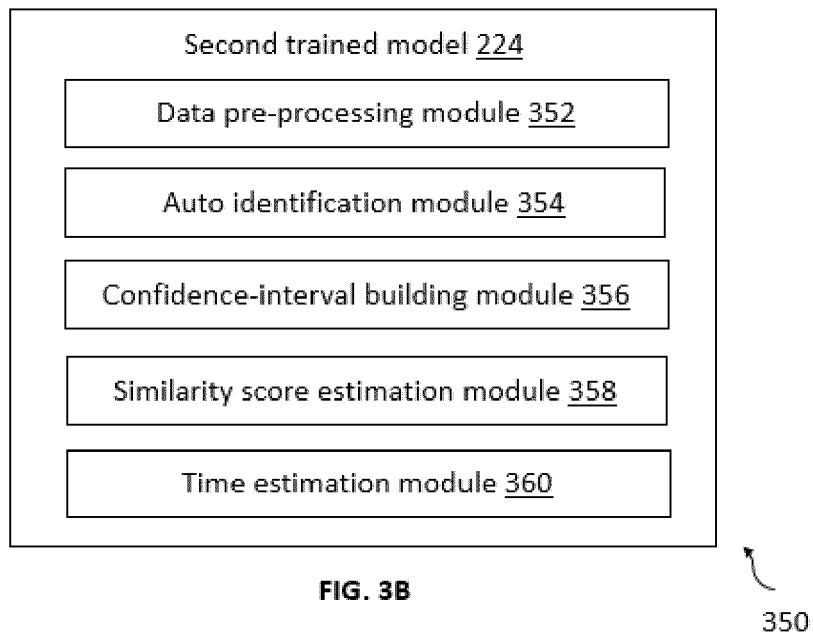 Second trained model 224
Data pre-processing module 352
Auto identification module 354
Confidence-interval building module 356
Similarity score estimation module 358
Time estimation module 360
FIG. 3B
350